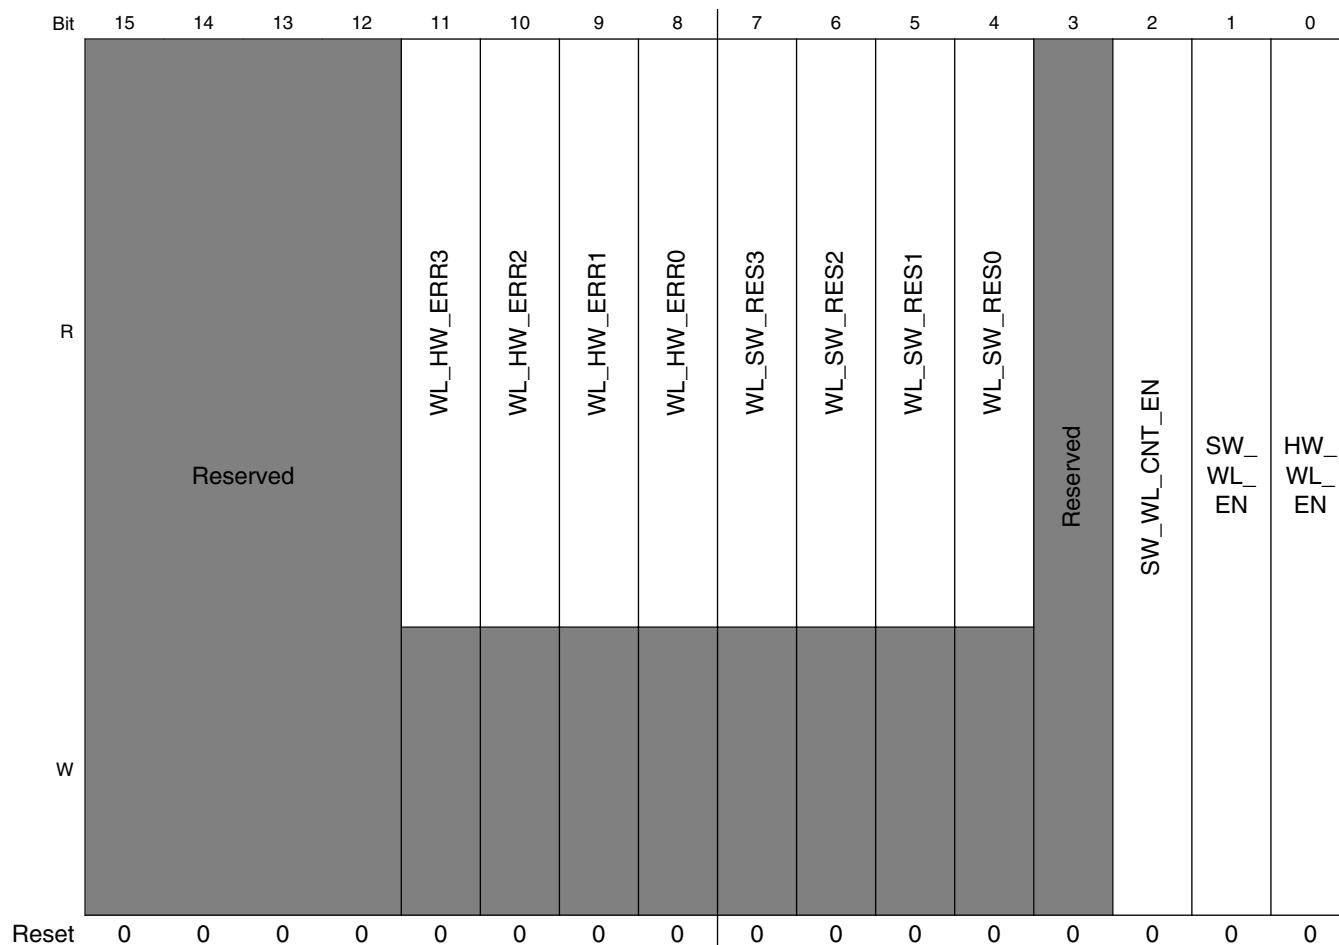 Bit 15 14 13 12 11 10 9 8 7 6 5 4 3 2 1 0
R
W
Reserved
WL_HW_ERR3
WL_HW_ERR2
WL_HW_ERR1
WL_HW_ERR0
WL_SW_RES3
WL_SW_RES2
WL_SW_RES1
WL_SW_RES0
Reserved
SW_WL_CNT_EN
SW_
WL_
EN
HW_
WL_
EN
Reset 0 0 0 0 0 0 0 0 0 0 0 0 0 0 0 0